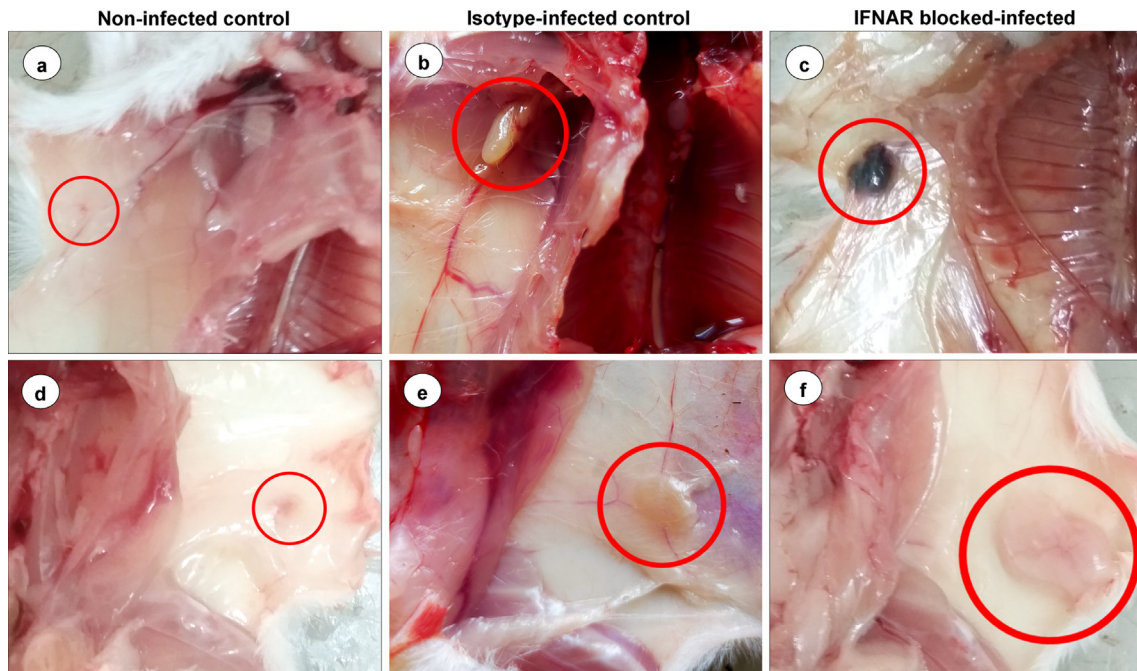 Non-infected control
Isotype-infected control
IFNAR blocked-infected
a
b
c
d
e
f